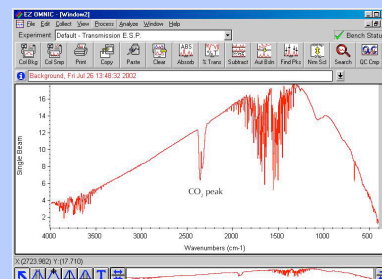 EZ OMNIC - [Window2]
File Edit Collect View Process Analyze Window Help
Experiment: Default - Transmission E.S.P. Bench Statu
Col Bkg Col Smp Print Copy Paste Clear Absorb % Trans Subtract Aut Bsln Find Pks Nrm Scl Search QC Cmp
Background, Fri Jul 26 13:48:32 2002
Single Beam
16
14
12
10
8
6
4
2
CO2 peak
4000 3500 3000 2500 2000 1500 1000 500
Wavenumbers (cm-1)
X:(2723.982) Y:(17.710)